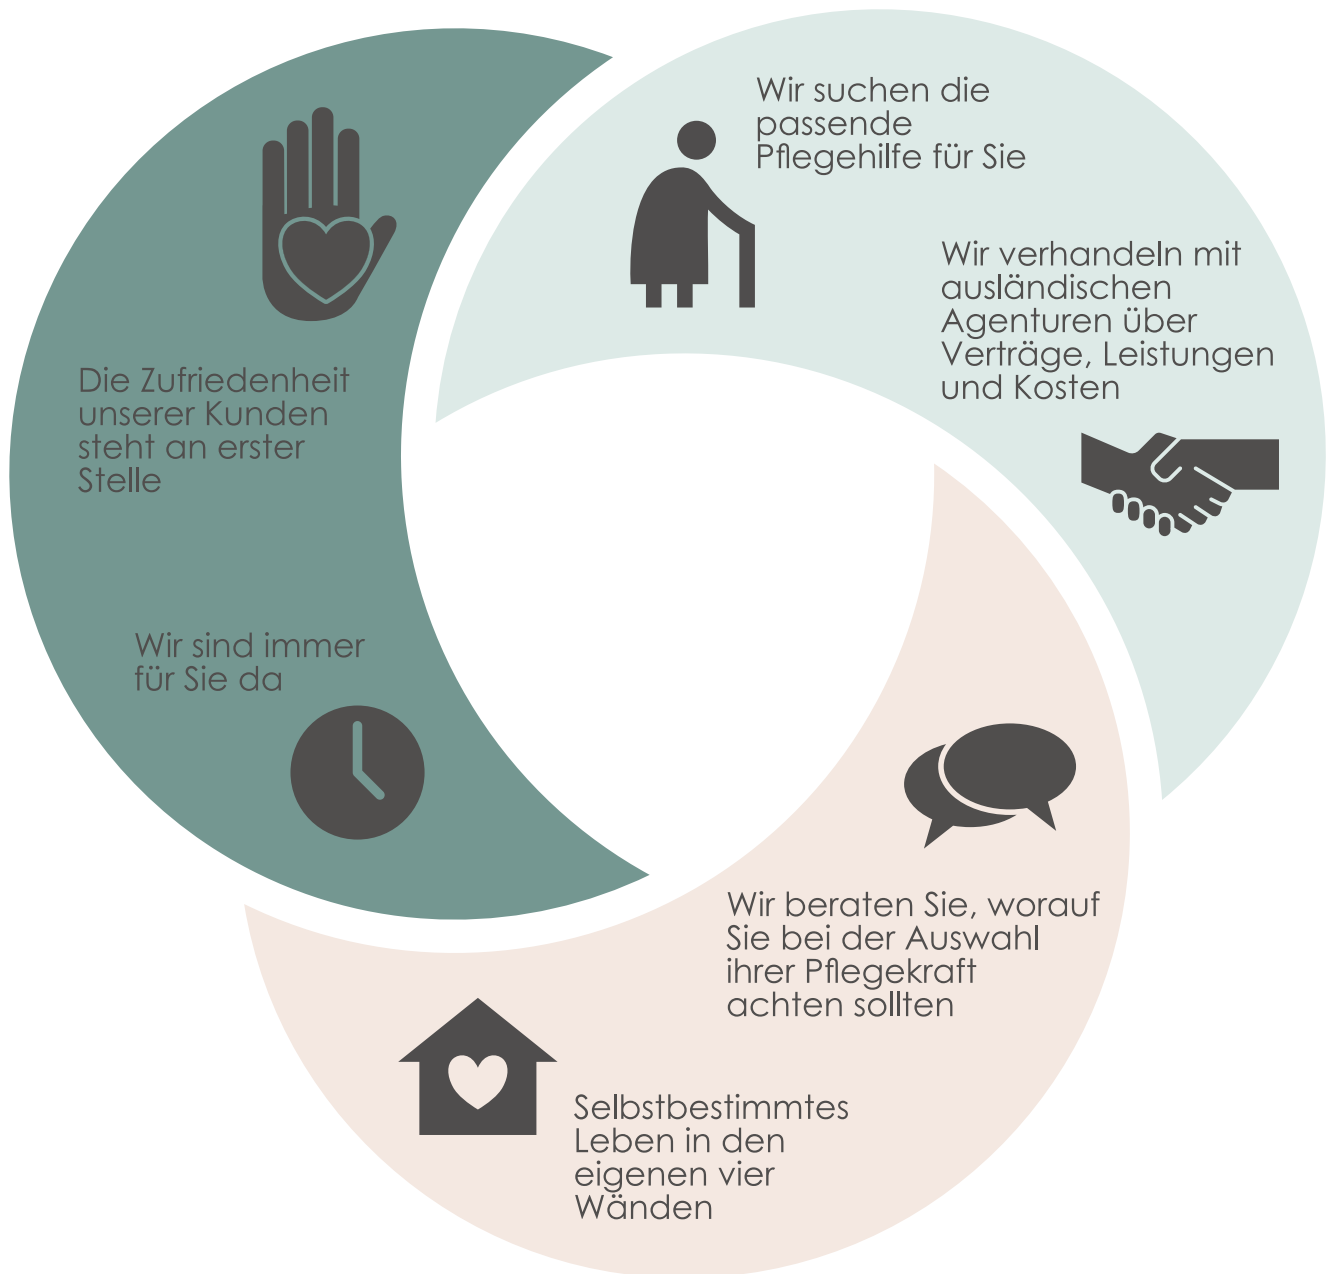 Wir suchen die
passende
Pflegehilfe für Sie
Wir verhandeln mit
ausländischen
Agenturen über
Verträge, Leistungen
und Kosten
Die Zufriedenheit
unserer Kunden
steht an erster
Stelle
Wir sind immer
für Sie da
Wir beraten Sie, worauf
Sie bei der Auswahl
ihrer Pflegekraft
achten sollten
Selbstbestimmtes
Leben in den
eigenen vier
Wänden